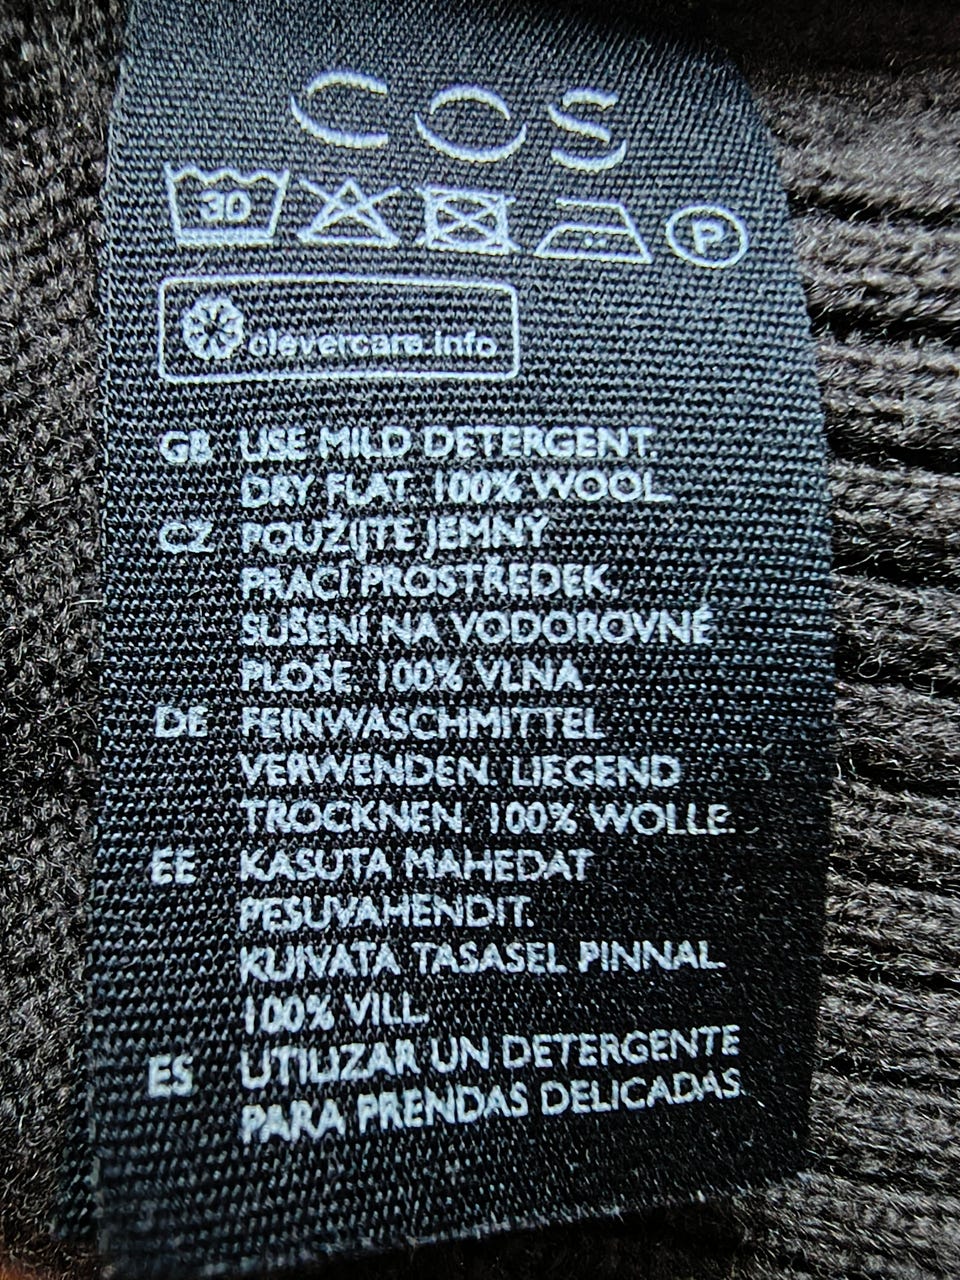 COS
30
P
clevercare.info
GB USE MILD DETERGENT.
DRY FLAT. 100% WOOL.
CZ POUŽIJTE JEMNÝ
PRACÍ PROSTŘEDEK.
SUŠENÍ NA VODOROVNÉ
PLOŠE. 100% VLNA.
DE FEINWASCHMITTEL
VERWENDEN. LIEGEND
TROCKNEN. 100% WOLLE.
EE KASUTA MAHEDAT
PESUVAHENDIT.
KUIVATA TASASEL PINNAL.
100% VILL.
ES UTILIZAR UN DETERGENTE
PARA PRENDAS DELICADAS.